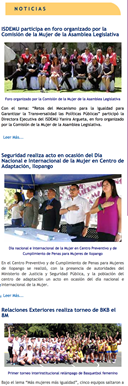 NOTICIAS
ISDEMU participa en foro organizado por la
Comisión de la Mujer de la Asamblea Legislativa
Foro organizado por la Comisión de la Mujer de la Asamblea Legislativa
Con el tema: "Retos del Mecanismo para la Igualdad para
Garantizar la Transversalidad de las Políticas Públicas" participó la
Directora Ejecutiva del ISDEMU Yanira Argueta, en foro organizado
por la Comisión de la Mujer de la Asamblea Legislativa.
Leer Más...
Seguridad realiza acto en ocasión del Día
Nacional e Internacional de la Mujer en Centro de
Adaptación, Ilopango
Día nacional e internacional de la Mujer en Centro Preventivo y de
Cumplimiento de Penas para Mujeres de Ilopango
En el Centro Preventivo y de Cumplimiento de Penas para Mujeres
de Ilopango se realizó, con la presencia de autoridades del
Ministerio de Justicia y Seguridad Pública, y la población del
centro de adaptación un acto en ocasión del día nacional e
internacional de la Mujer.
Leer Más...
Relaciones Exteriores realiza torneo de BKB el
8M
Primer torneo interinstitucional relámpago de Basquetbol Femenino
Bajo el lema "Más mujeres más igualdad", cinco equipos salieron